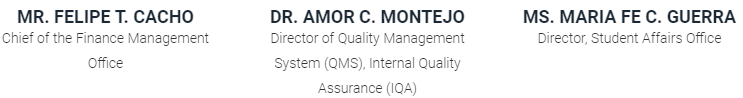 MR. FELIPE T. CACHO
Chief of the Finance Management
Office
DR. AMOR C. MONTEJO
Director of Quality Management
System (QMS), Internal Quality
Assurance (IQA)
MS. MARIA FE C. GUERRA
Director, Student Affairs Office